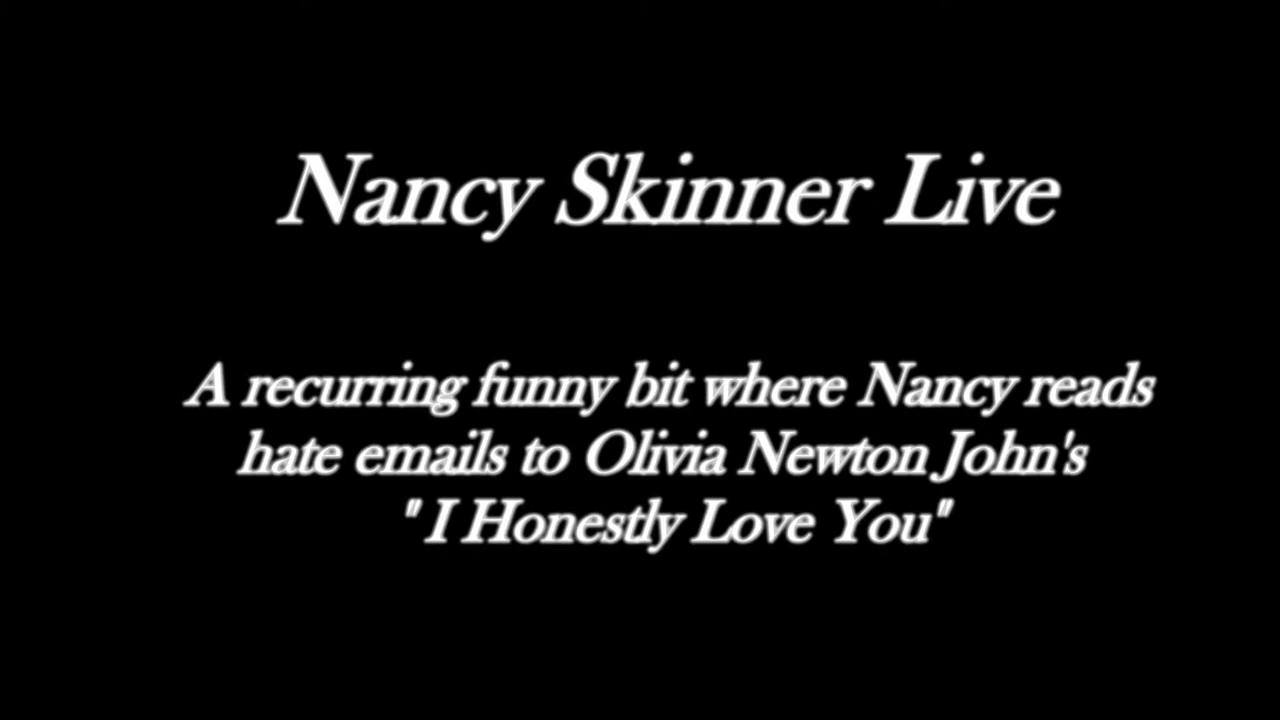 Nancy Skinner Live
A recurring funny bit where Nancy reads
hate emails to Olivia Newton John's
" I Honestly Love You"